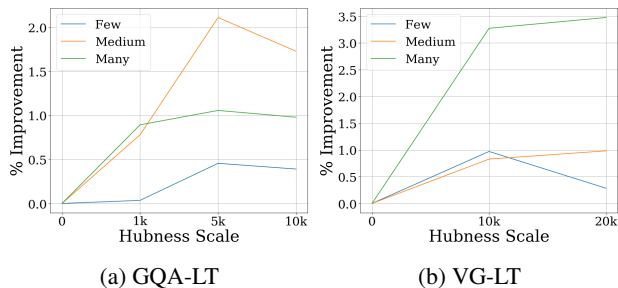 Few
Medium
Many
% Improvement
2.0
1.5
1.0
0.5
0.0
0
1k
5k
10k
Hubness Scale
(a) GQA-LT
Few
Medium
Many
% Improvement
3.5
3.0
2.5
2.0
1.5
1.0
0.5
0.0
0
10k
20k
Hubness Scale
(b) VG-LT